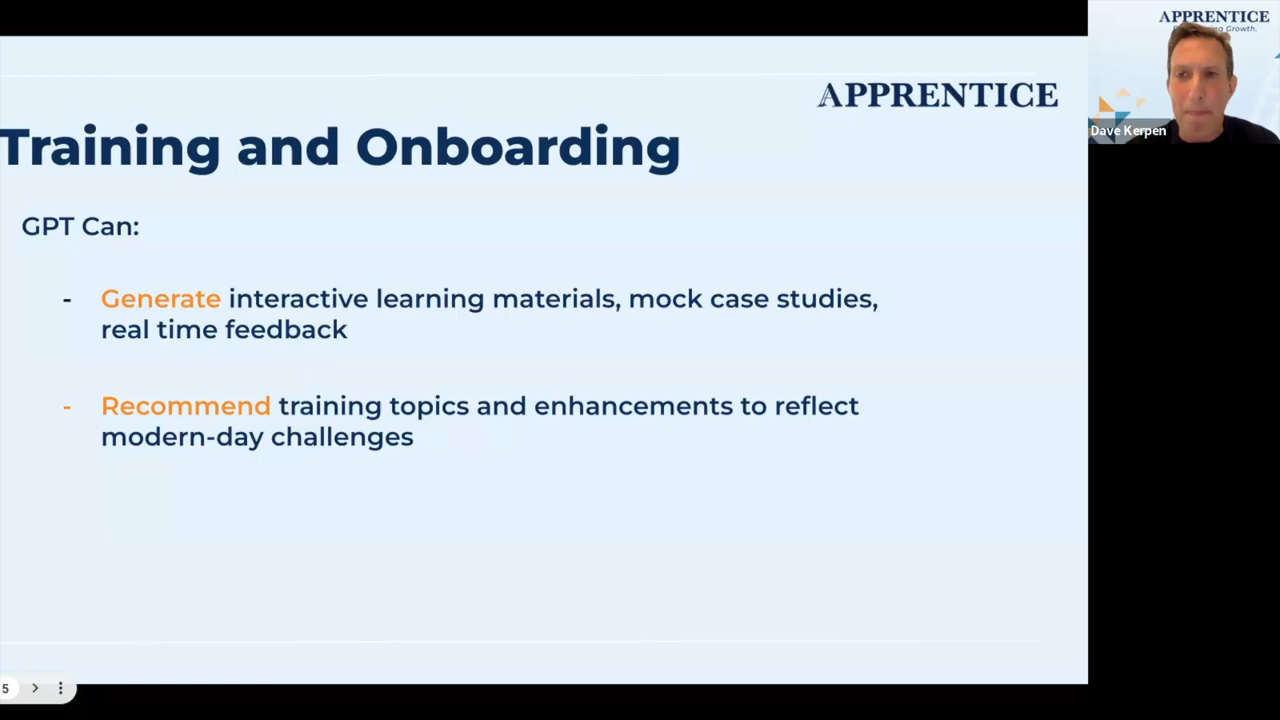 APPRENTICE
Training and Onboarding
GPT Can:
- Generate interactive learning materials, mock case studies,
real time feedback
- Recommend training topics and enhancements to reflect
modern-day challenges
5
APPRENTICE
Growth.
Dave Kerpen